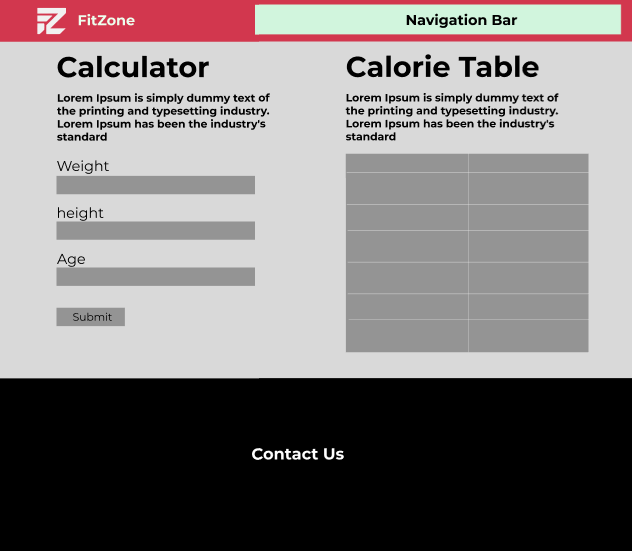 FitZone
Navigation Bar
Calculator
Lorem Ipsum is simply dummy text of
the printing and typesetting industry.
Lorem Ipsum has been the industry's
standard
Weight
height
Age
Submit
Calorie Table
Lorem Ipsum is simply dummy text of
the printing and typesetting industry.
Lorem Ipsum has been the industry's
standard
Contact Us